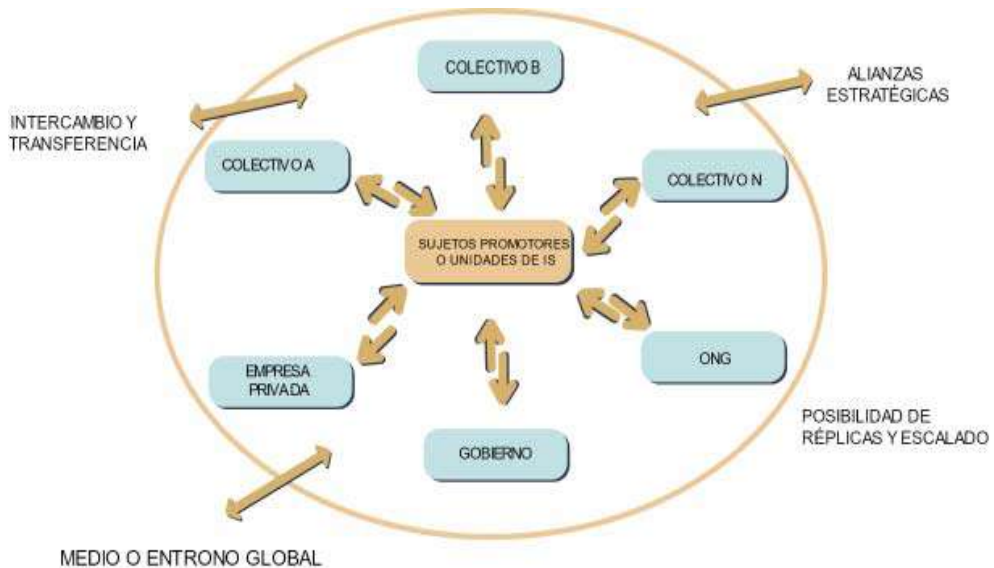 COLECTIVO B
ALIANZAS
ESTRATÉGICAS
INTERCAMBIO Y
TRANSFERENCIA
COLECTIVO A
COLECTIVO N
SUJETOS PROMOTORES
O UNIDADES DE IS
EMPRESA
PRIVADA
ONG
POSIBILIDAD DE
RÉPLICAS Y ESCALADO
GOBIERNO
MEDIO O ENTRONO GLOBAL